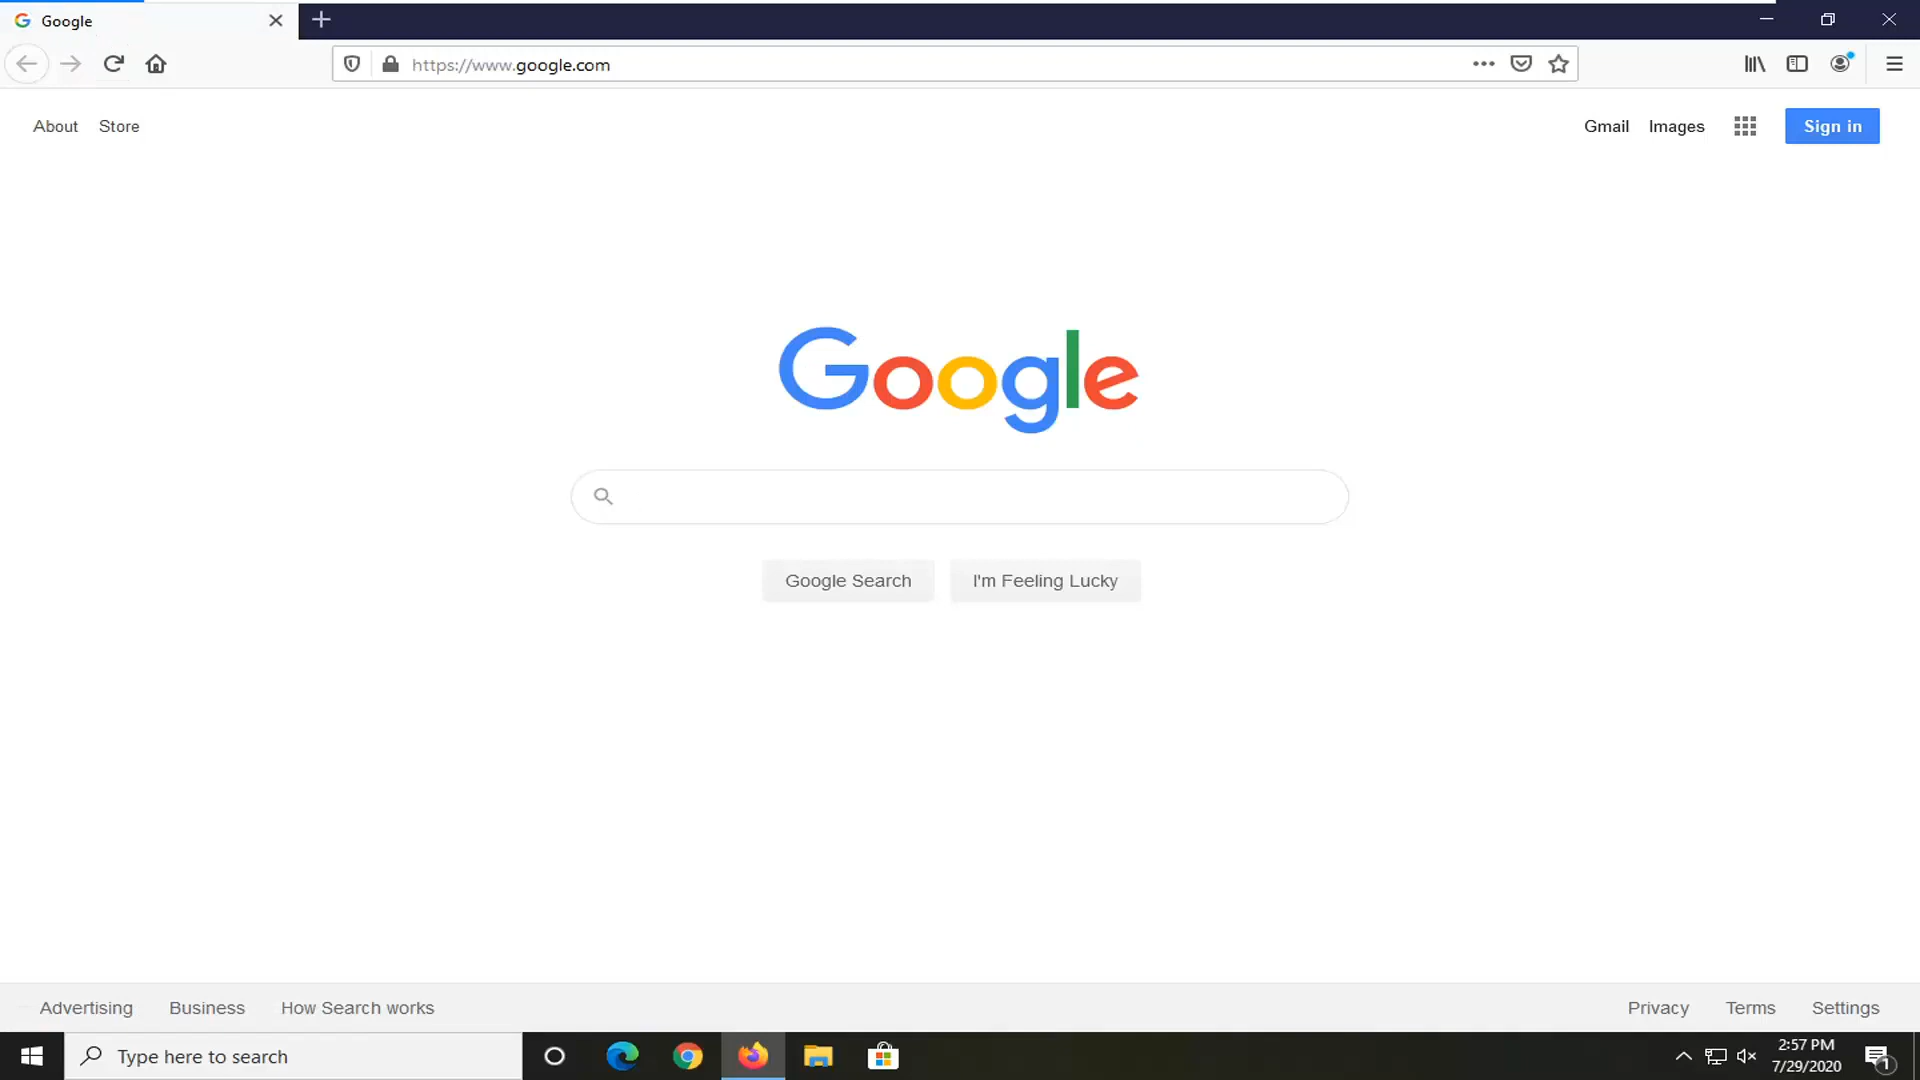 Google
https://www.google.com
About Store
Gmail Images Sign in
Google
Google Search I'm Feeling Lucky
Advertising Business How Search works
Privacy Terms Settings
Type here to search
2:57 PM
7/29/2020
1